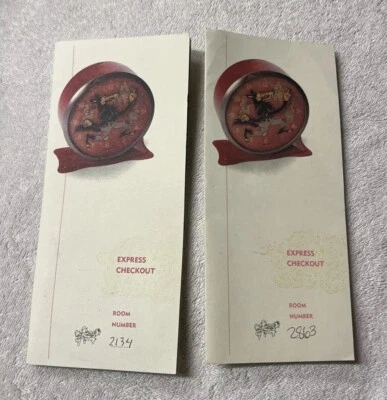 EXPRESS
CHECKOUT
ROOM
NUMBER
2134
EXPRESS
CHECKOUT
ROOM
NUMBER
2863